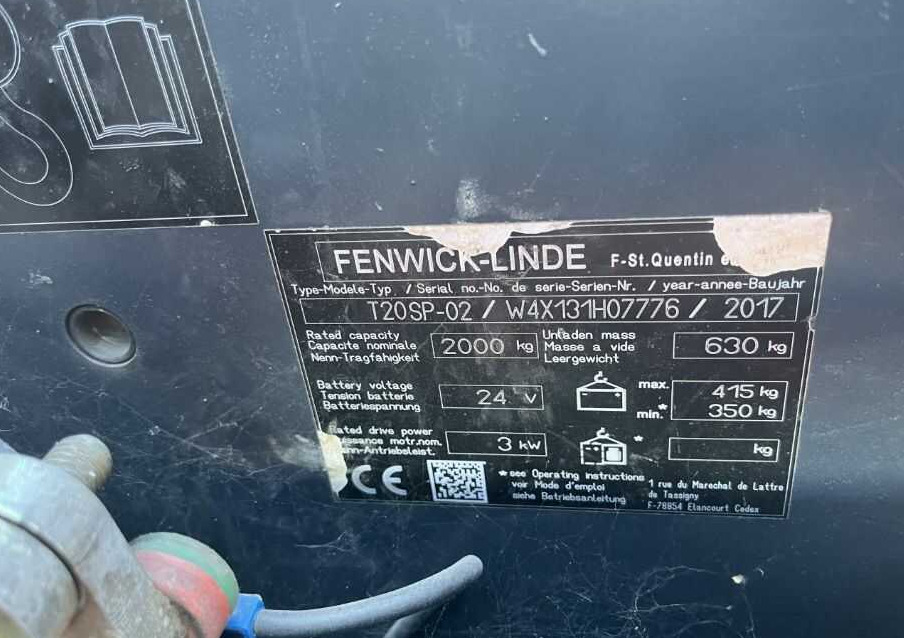 FENWICK-LINDE F-St.Quentin
Type-Modele-Typ / Serial no.-No. de serie-Serien-Nr. / year-annee-Baujahr
T20SP-02 / W4X131H07776 / 2017
Rated capacity
Capacite nominale
Nenn-Tragfahigkeit
2000 kg
Unladen mass
Masse a vide
Leergewicht
630 kg
Battery voltage
Tension batterie
Batteriespannung
24 V
max. 415 kg
min.* 350 kg
Rated drive power
motr.nom.
3 kW
*
kg
CE
*see Operating instructions
voir Mode d'emploi
siehe Betriebsanleitung
1 rue du Marechal de Lattre
de Tassigny
F-78854 Elancourt Cedex